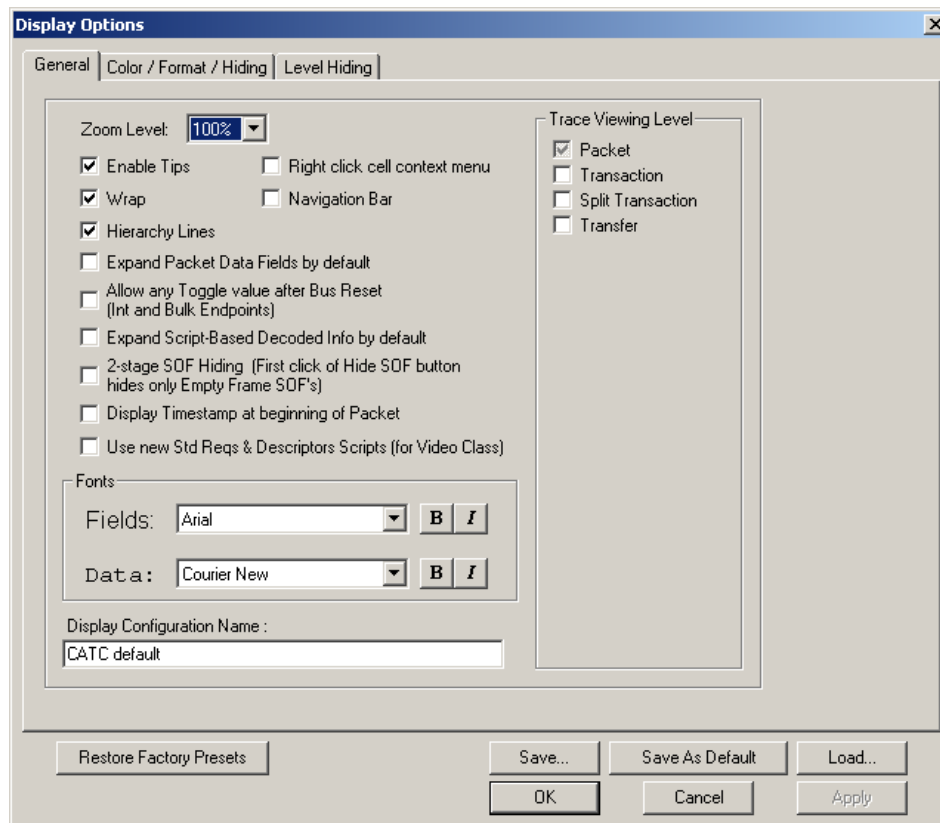 Display Options
General
Color / Format / Hiding
Level Hiding
Zoom Level: 100%
Enable Tips
Right click cell context menu
Wrap
Navigation Bar
Hierarchy Lines
Expand Packet Data Fields by default
Allow any Toggle value after Bus Reset
(Int and Bulk Endpoints)
Expand Script-Based Decoded Info by default
2-stage SOF Hiding (First click of Hide SOF button
hides only Empty Frame SOF's)
Display Timestamp at beginning of Packet
Use new Std Reqs & Descriptors Scripts (for Video Class)
Fonts
Fields: Arial B I
Data: Courier New B I
Display Configuration Name :
CATC default
Trace Viewing Level
Packet
Transaction
Split Transaction
Transfer
Restore Factory Presets
Save...
Save As Default
Load...
OK
Cancel
Apply